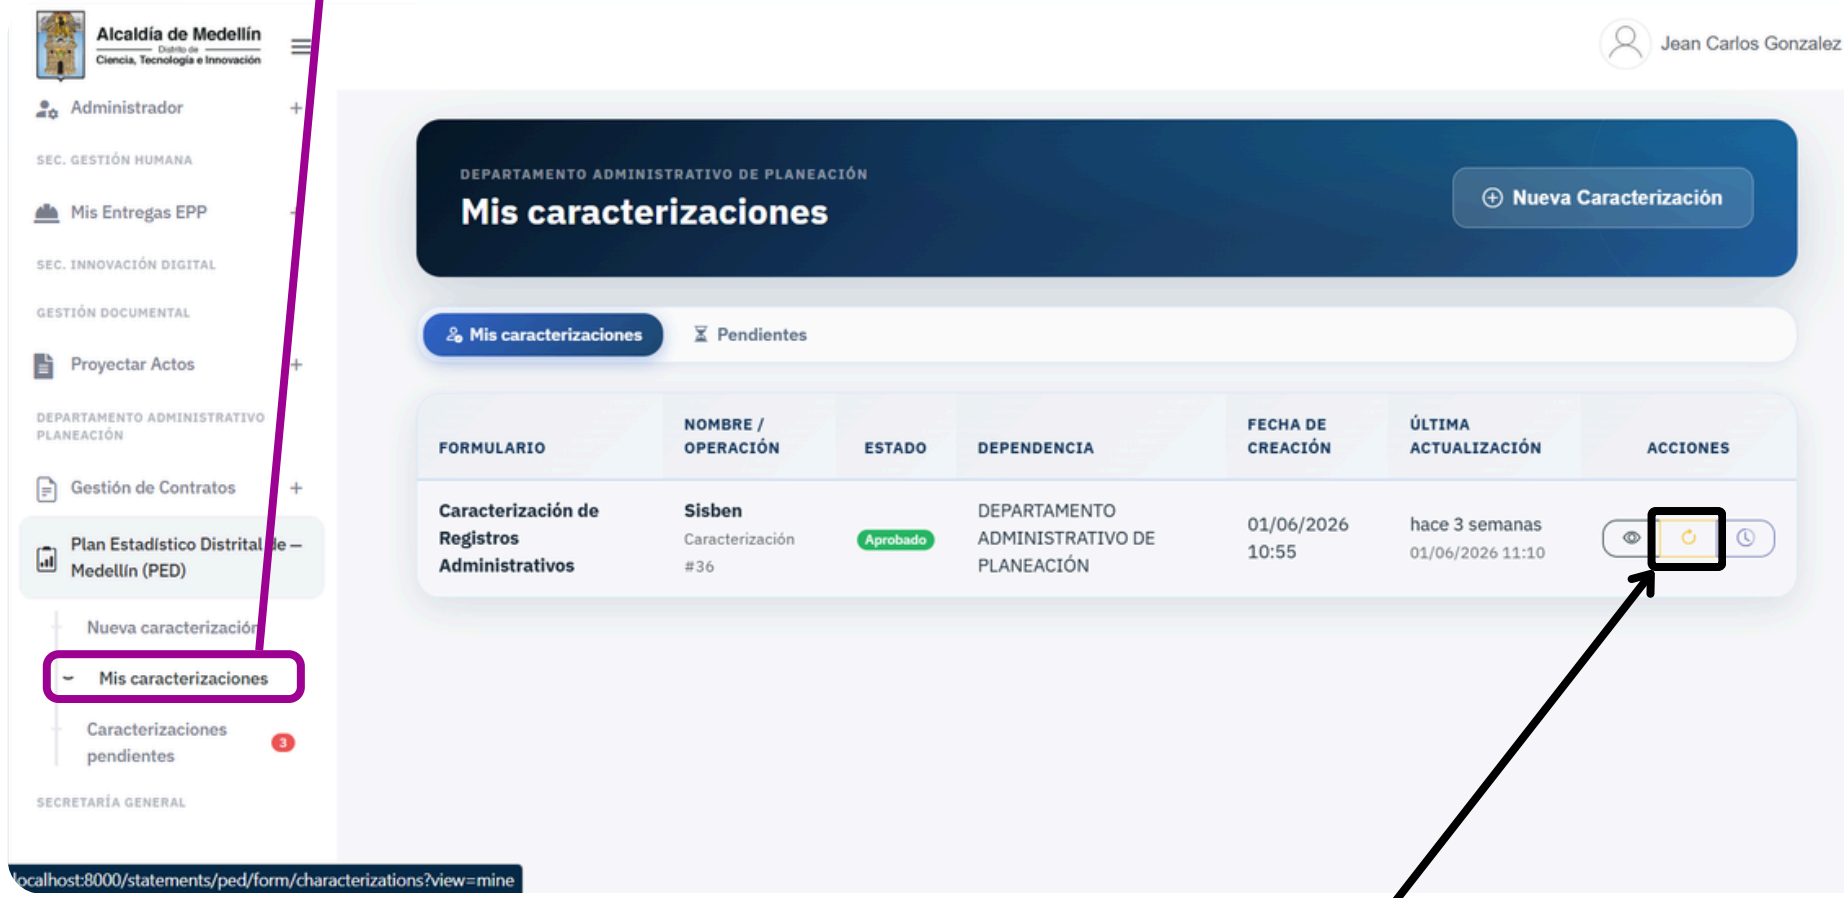 Alcaldía de Medellín
Distrito de
Ciencia, Tecnología e Innovación
Jean Carlos Gonzalez
Administrador +
SEC. GESTIÓN HUMANA
Mis Entregas EPP
SEC. INNOVACIÓN DIGITAL
GESTIÓN DOCUMENTAL
Proyectar Actos +
DEPARTAMENTO ADMINISTRATIVO
PLANEACIÓN
Gestión de Contratos +
Plan Estadístico Distrital de –
Medellín (PED)
Nueva caracterización
Mis caracterizaciones
Caracterizaciones
pendientes
3
SECRETARÍA GENERAL
localhost:8000/statements/ped/form/characterizations?view=mine
DEPARTAMENTO ADMINISTRATIVO DE PLANEACIÓN
Mis caracterizaciones
Nueva Caracterización
Mis caracterizaciones
Pendientes
FORMULARIO
NOMBRE /
OPERACIÓN
ESTADO
DEPENDENCIA
FECHA DE
CREACIÓN
ÚLTIMA
ACTUALIZACIÓN
ACCIONES
Caracterización de
Registros
Administrativos
Sisben
Caracterización
#36
Aprobado
DEPARTAMENTO
ADMINISTRATIVO DE
PLANEACIÓN
01/06/2026
10:55
hace 3 semanas
01/06/2026 11:10